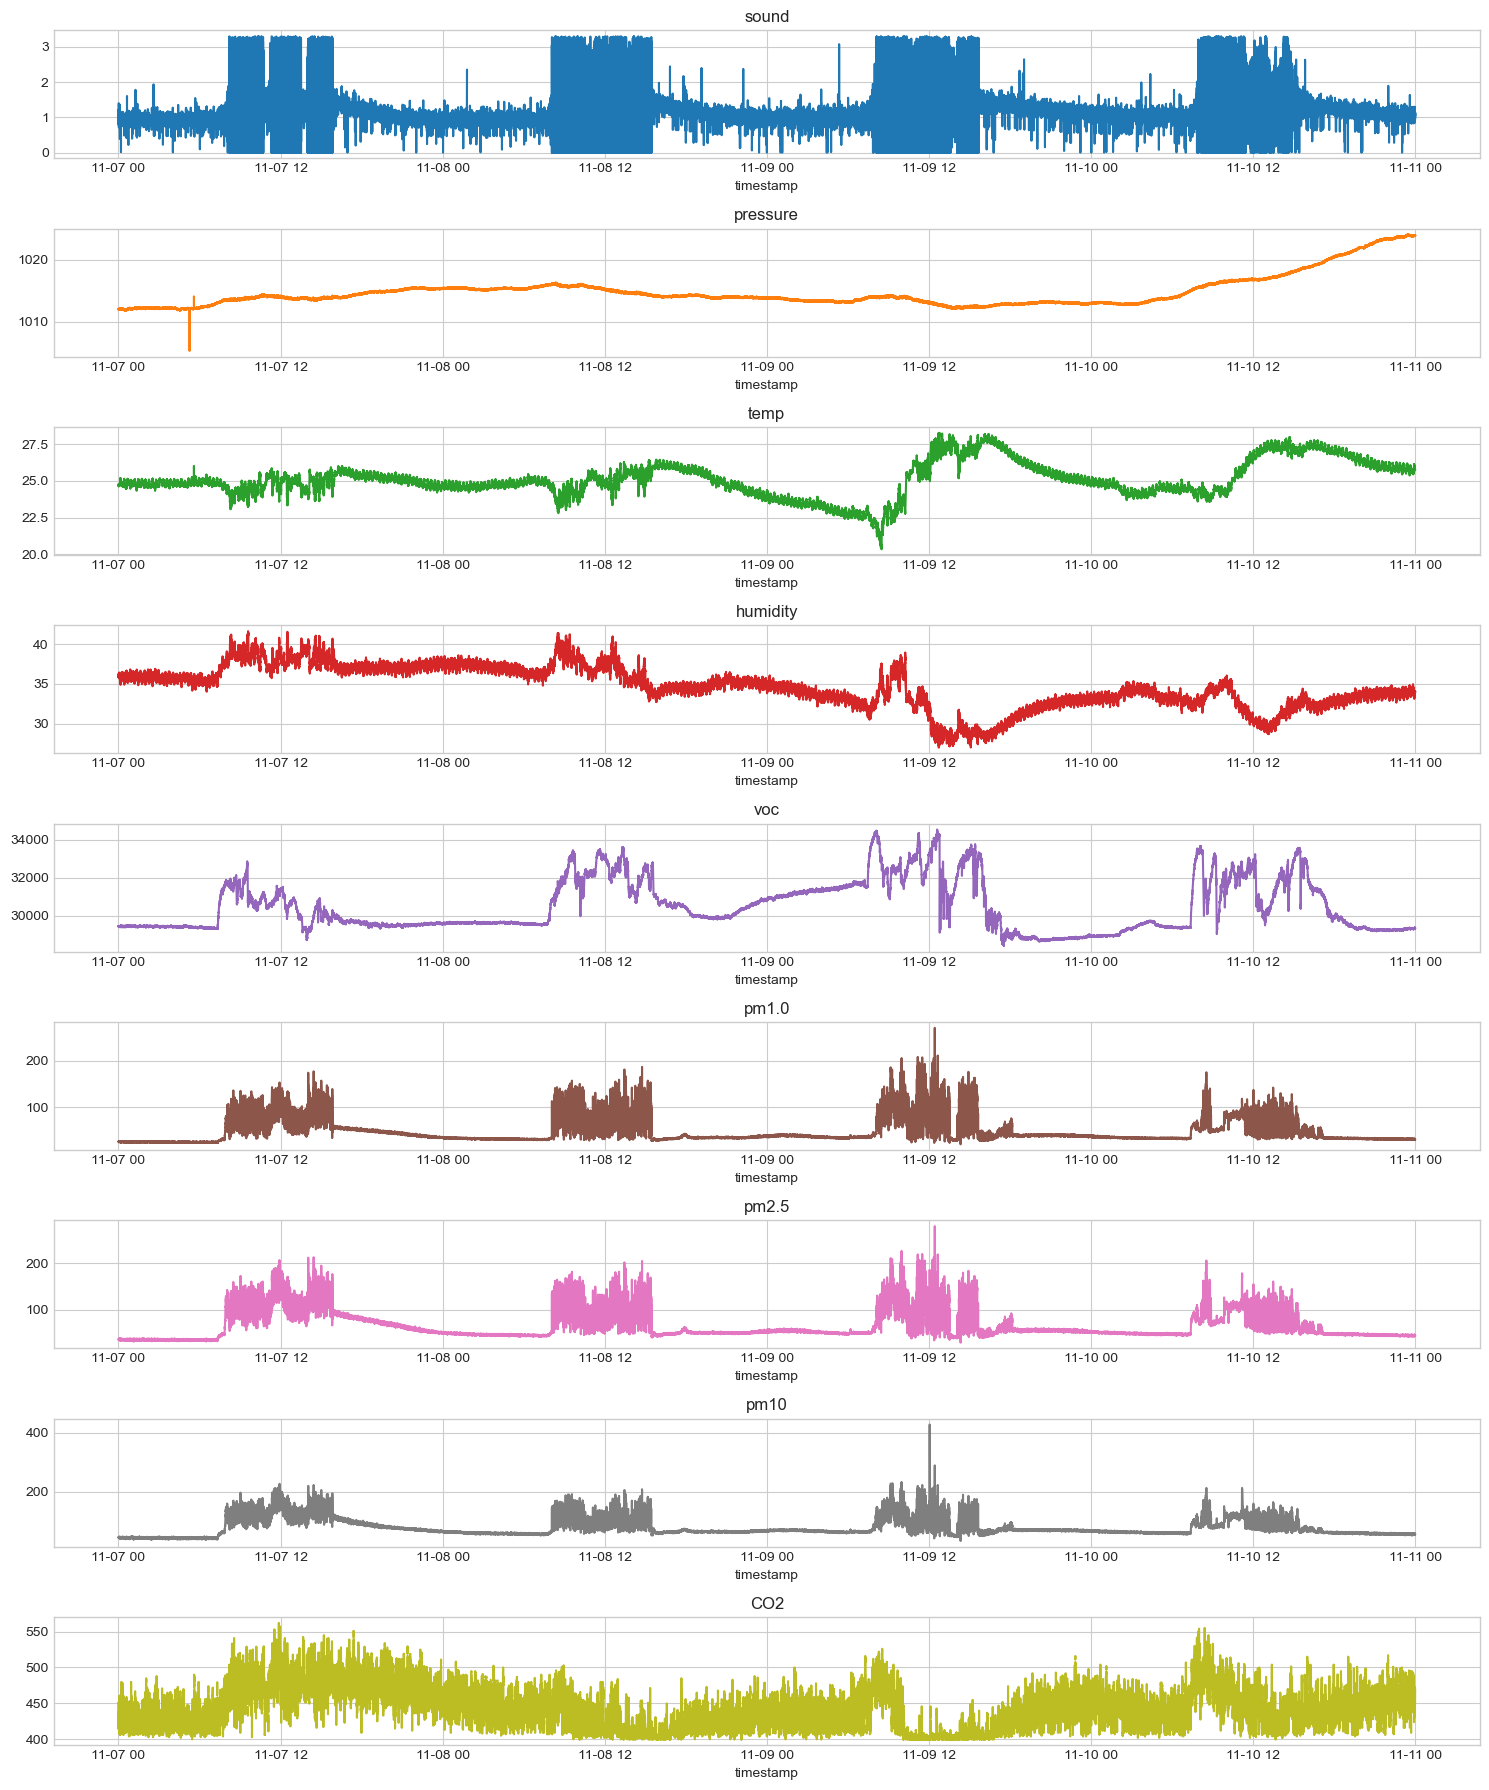 sound
3
2
1
0
11-07 00 11-07 12 11-08 00 11-08 12 11-09 00 11-09 12 11-10 00 11-10 12 11-11 00
timestamp
pressure
1020
1010
11-07 00 11-07 12 11-08 00 11-08 12 11-09 00 11-09 12 11-10 00 11-10 12 11-11 00
timestamp
temp
27.5
25.0
22.5
20.0
11-07 00 11-07 12 11-08 00 11-08 12 11-09 00 11-09 12 11-10 00 11-10 12 11-11 00
timestamp
humidity
40
35
30
11-07 00 11-07 12 11-08 00 11-08 12 11-09 00 11-09 12 11-10 00 11-10 12 11-11 00
timestamp
voc
34000
32000
30000
11-07 00 11-07 12 11-08 00 11-08 12 11-09 00 11-09 12 11-10 00 11-10 12 11-11 00
timestamp
pm1.0
200
100
11-07 00 11-07 12 11-08 00 11-08 12 11-09 00 11-09 12 11-10 00 11-10 12 11-11 00
timestamp
pm2.5
200
100
11-07 00 11-07 12 11-08 00 11-08 12 11-09 00 11-09 12 11-10 00 11-10 12 11-11 00
timestamp
pm10
400
200
11-07 00 11-07 12 11-08 00 11-08 12 11-09 00 11-09 12 11-10 00 11-10 12 11-11 00
timestamp
CO2
550
500
450
400
11-07 00 11-07 12 11-08 00 11-08 12 11-09 00 11-09 12 11-10 00 11-10 12 11-11 00
timestamp